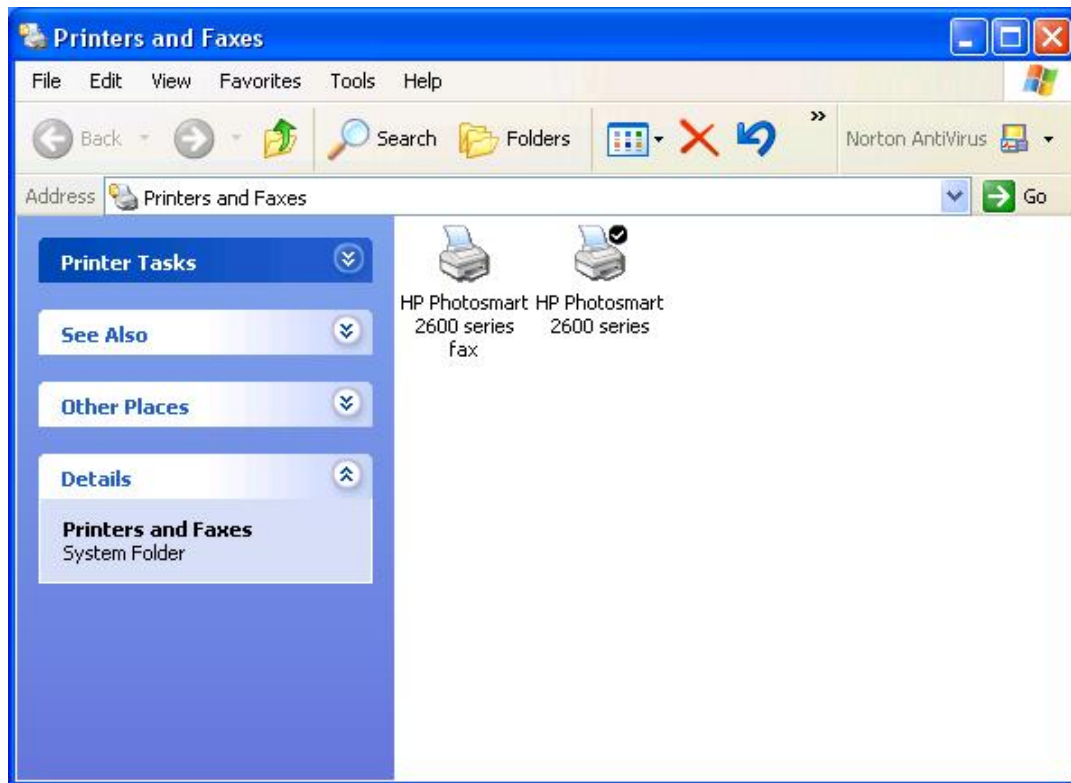 Printers and Faxes
File Edit View Favorites Tools Help
Back Search Folders » Norton AntiVirus
Address Printers and Faxes Go
Printer Tasks
See Also
Other Places
Details
Printers and Faxes
System Folder
HP Photosmart
2600 series
fax
HP Photosmart
2600 series